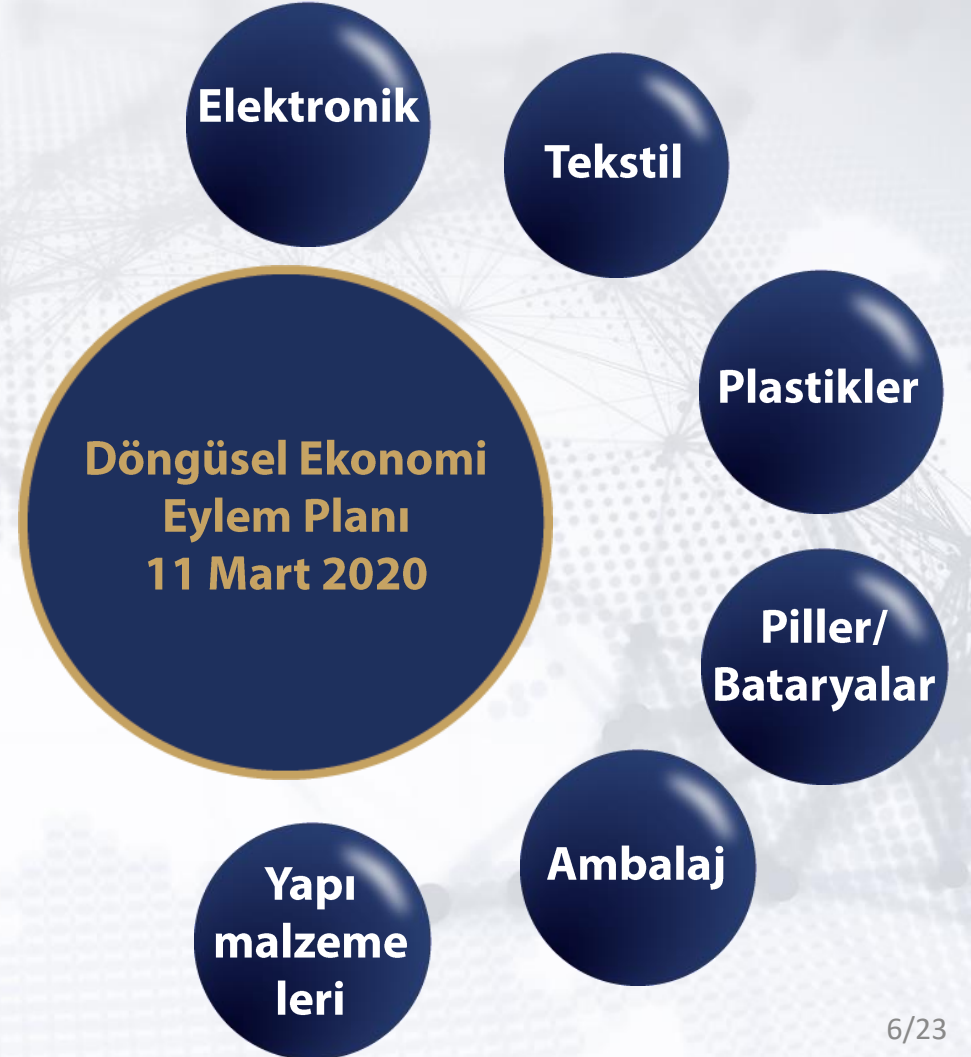 Elektronik
Tekstil
Plastikler
Döngüsel Ekonomi
Eylem Planı
11 Mart 2020
Piller/
Bataryalar
Ambalaj
Yapı
malzeme
leri
6/23